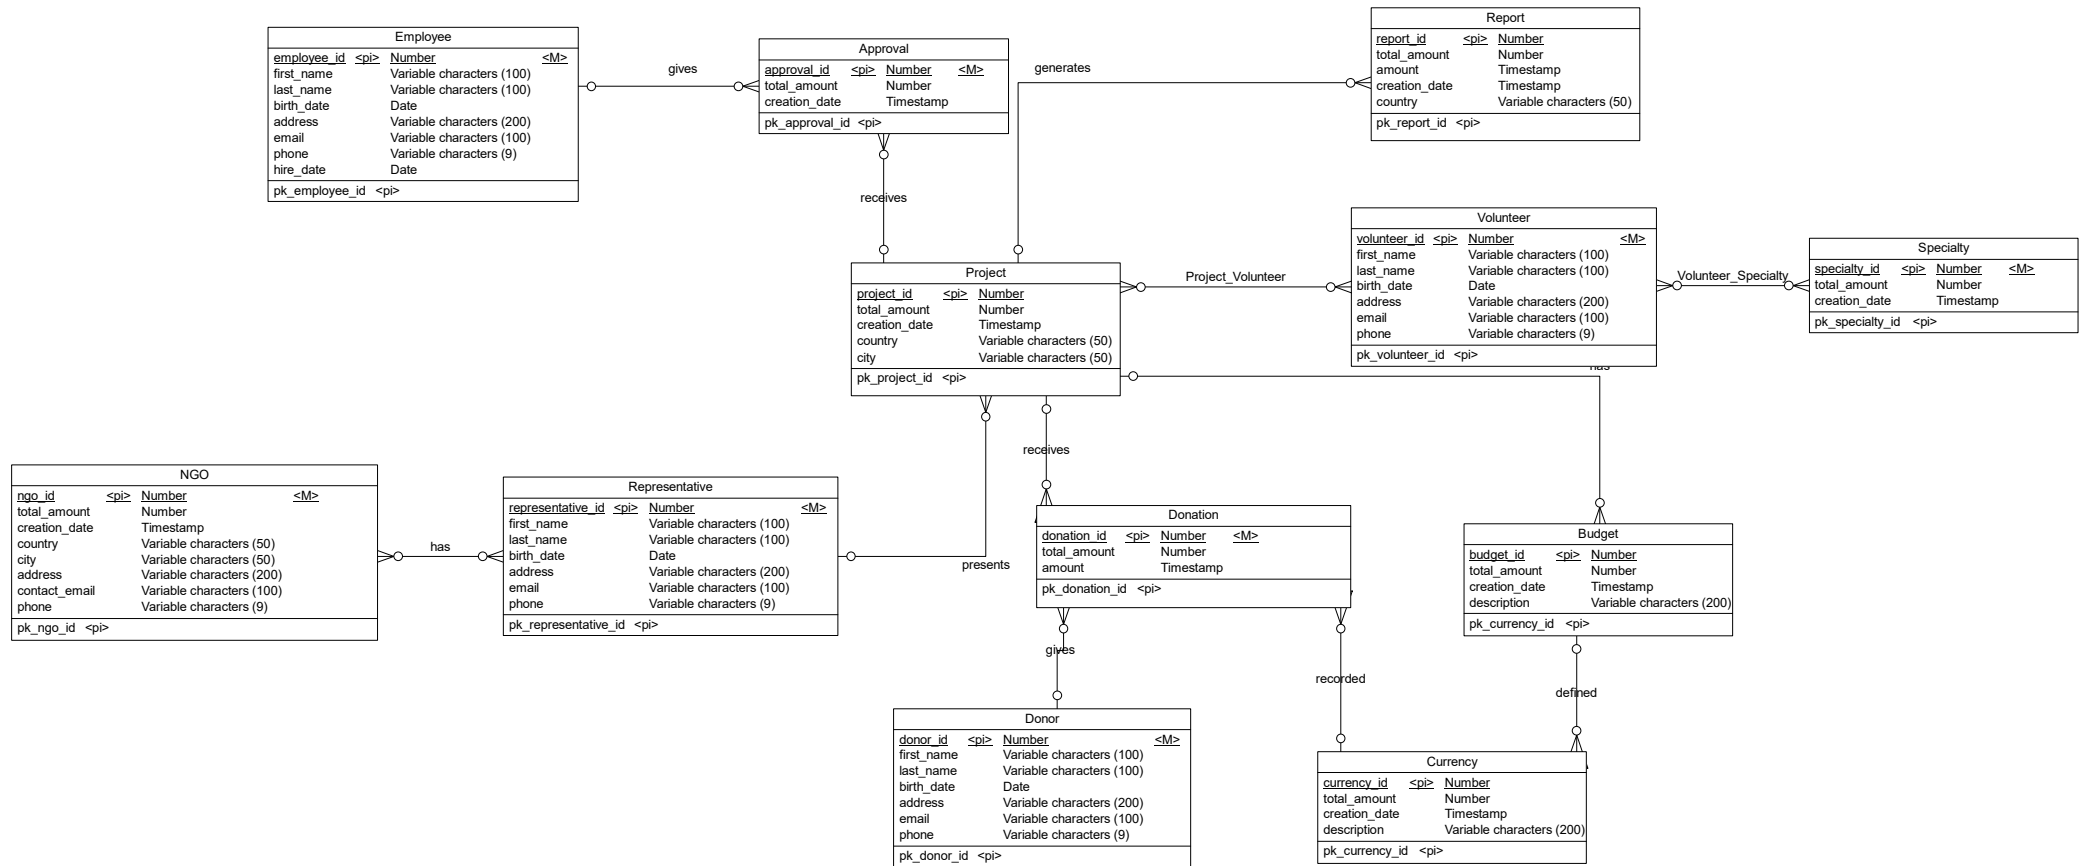 Employee
employee_id <pi> Number <M>
first_name Variable characters (100)
last_name Variable characters (100)
birth_date Date
address Variable characters (200)
email Variable characters (100)
phone Variable characters (9)
hire_date Date
pk_employee_id <pi>
gives
Approval
approval_id <pi> Number <M>
total_amount Number
creation_date Timestamp
pk_approval_id <pi>
generates
Report
report_id <pi> Number
total_amount Number
amount Timestamp
creation_date Timestamp
country Variable characters (50)
pk_report_id <pi>
receives
Project
project_id <pi> Number
total_amount Number
creation_date Timestamp
country Variable characters (50)
city Variable characters (50)
pk_project_id <pi>
Project_Volunteer
Volunteer
volunteer_id <pi> Number <M>
first_name Variable characters (100)
last_name Variable characters (100)
birth_date Date
address Variable characters (200)
email Variable characters (100)
phone Variable characters (9)
pk_volunteer_id <pi>
Volunteer_Specialty
Specialty
specialty_id <pi> Number <M>
total_amount Number
creation_date Timestamp
pk_specialty_id <pi>
has
NGO
ngo_id <pi> Number <M>
total_amount Number
creation_date Timestamp
country Variable characters (50)
city Variable characters (50)
address Variable characters (200)
contact_email Variable characters (100)
phone Variable characters (9)
pk_ngo_id <pi>
has
Representative
representative_id <pi> Number <M>
first_name Variable characters (100)
last_name Variable characters (100)
birth_date Date
address Variable characters (200)
email Variable characters (100)
phone Variable characters (9)
pk_representative_id <pi>
presents
receives
Donation
donation_id <pi> Number <M>
total_amount Number
amount Timestamp
pk_donation_id <pi>
Budget
budget_id <pi> Number
total_amount Number
creation_date Timestamp
description Variable characters (200)
pk_currency_id <pi>
gives
recorded
defined
Donor
donor_id <pi> Number <M>
first_name Variable characters (100)
last_name Variable characters (100)
birth_date Date
address Variable characters (200)
email Variable characters (100)
phone Variable characters (9)
pk_donor_id <pi>
Currency
currency_id <pi> Number
total_amount Number
creation_date Timestamp
description Variable characters (200)
pk_currency_id <pi>